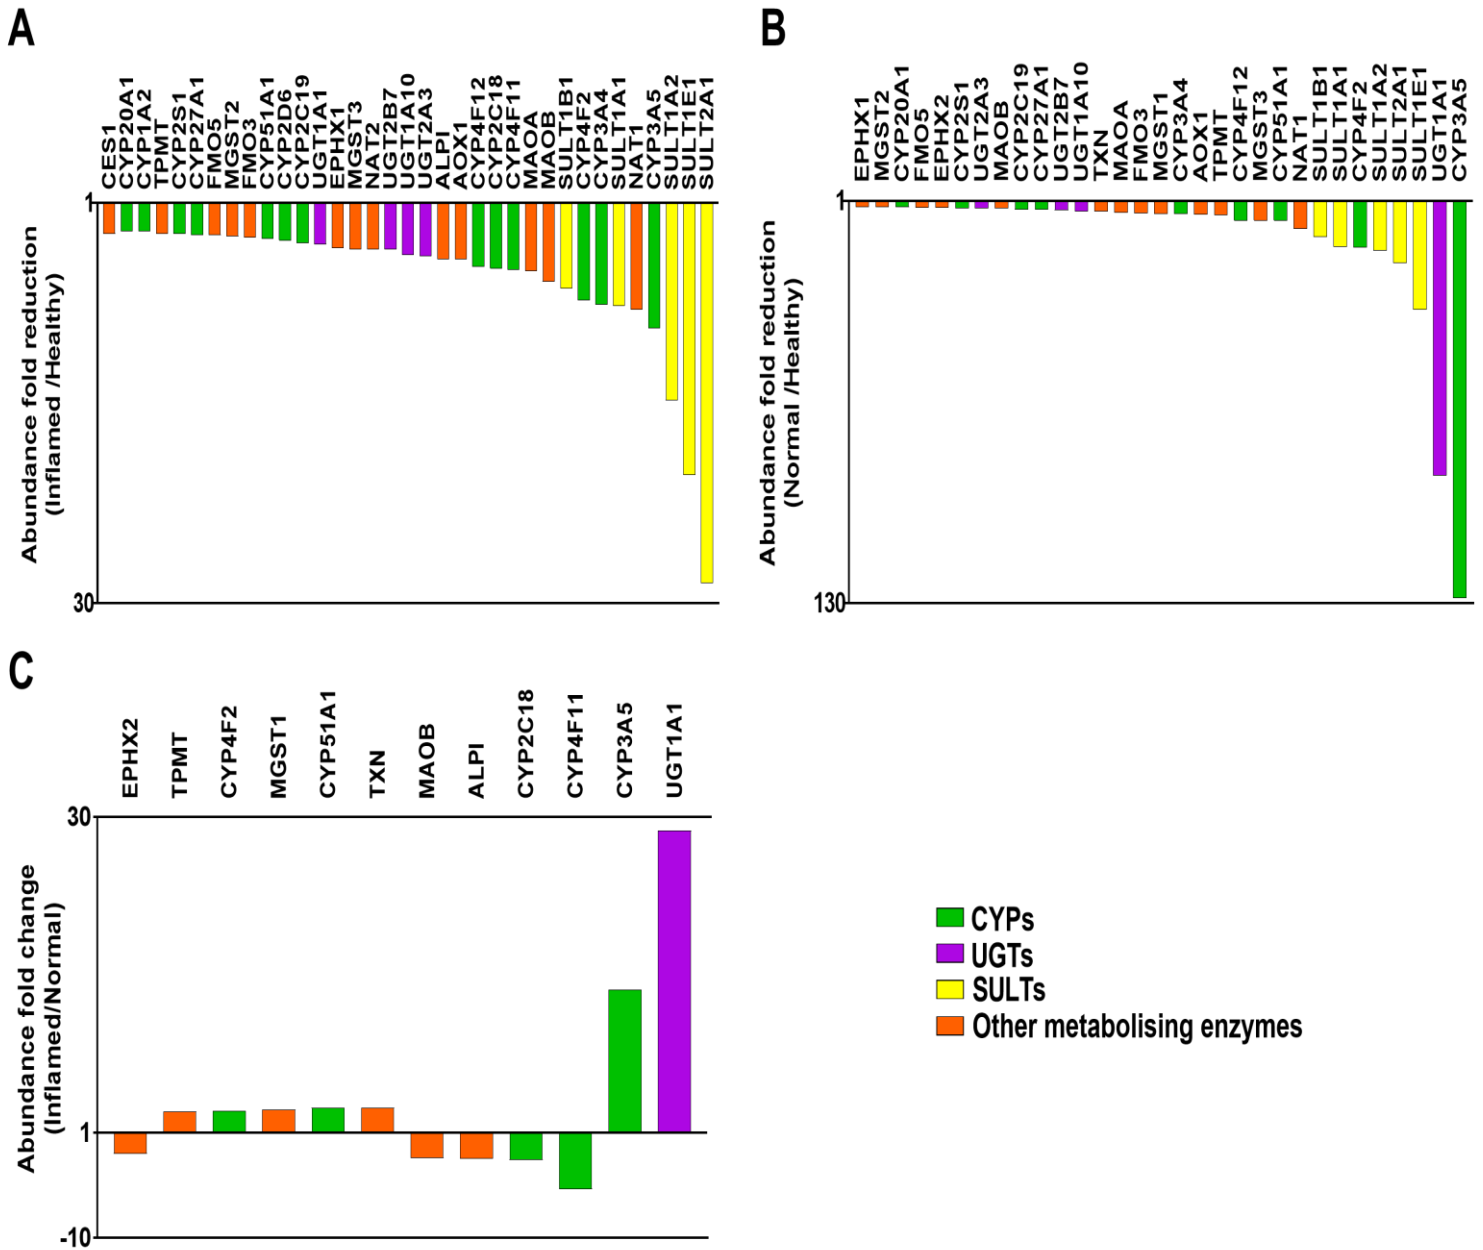 A
CES1
CYP20A1
CYP1A2
TPMT
CYP2S1
CYP27A1
FMO5
MGST2
FMO3
CYP51A1
CYP2D6
CYP2C19
UGT1A1
EPHX1
MGST3
NAT2
UGT2B7
UGT1A10
UGT2A3
ALPI
AOX1
CYP4F12
CYP2C18
CYP4F11
MAOA
MAOB
SULT1B1
CYP4F2
CYP3A4
SULT1A1
NAT1
CYP3A5
SULT1A2
SULT1E1
SULT2A1
1
30
Abundance fold reduction
(Inflamed /Healthy)
B
EPHX1
MGST2
CYP20A1
FMO5
EPHX2
CYP2S1
UGT2A3
MAOB
CYP2C19
CYP27A1
UGT2B7
UGT1A10
TXN
MAOA
FMO3
MGST1
CYP3A4
AOX1
TPMT
CYP4F12
MGST3
CYP51A1
NAT1
SULT1B1
SULT1A1
CYP4F2
SULT1A2
SULT2A1
SULT1E1
UGT1A1
CYP3A5
1
130
Abundance fold reduction
(Normal /Healthy)
C
EPHX2
TPMT
CYP4F2
MGST1
CYP51A1
TXN
MAOB
ALPI
CYP2C18
CYP4F11
CYP3A5
UGT1A1
30
1
-10
Abundance fold change
(Inflamed/Normal)
CYPs
UGTs
SULTs
Other metabolising enzymes